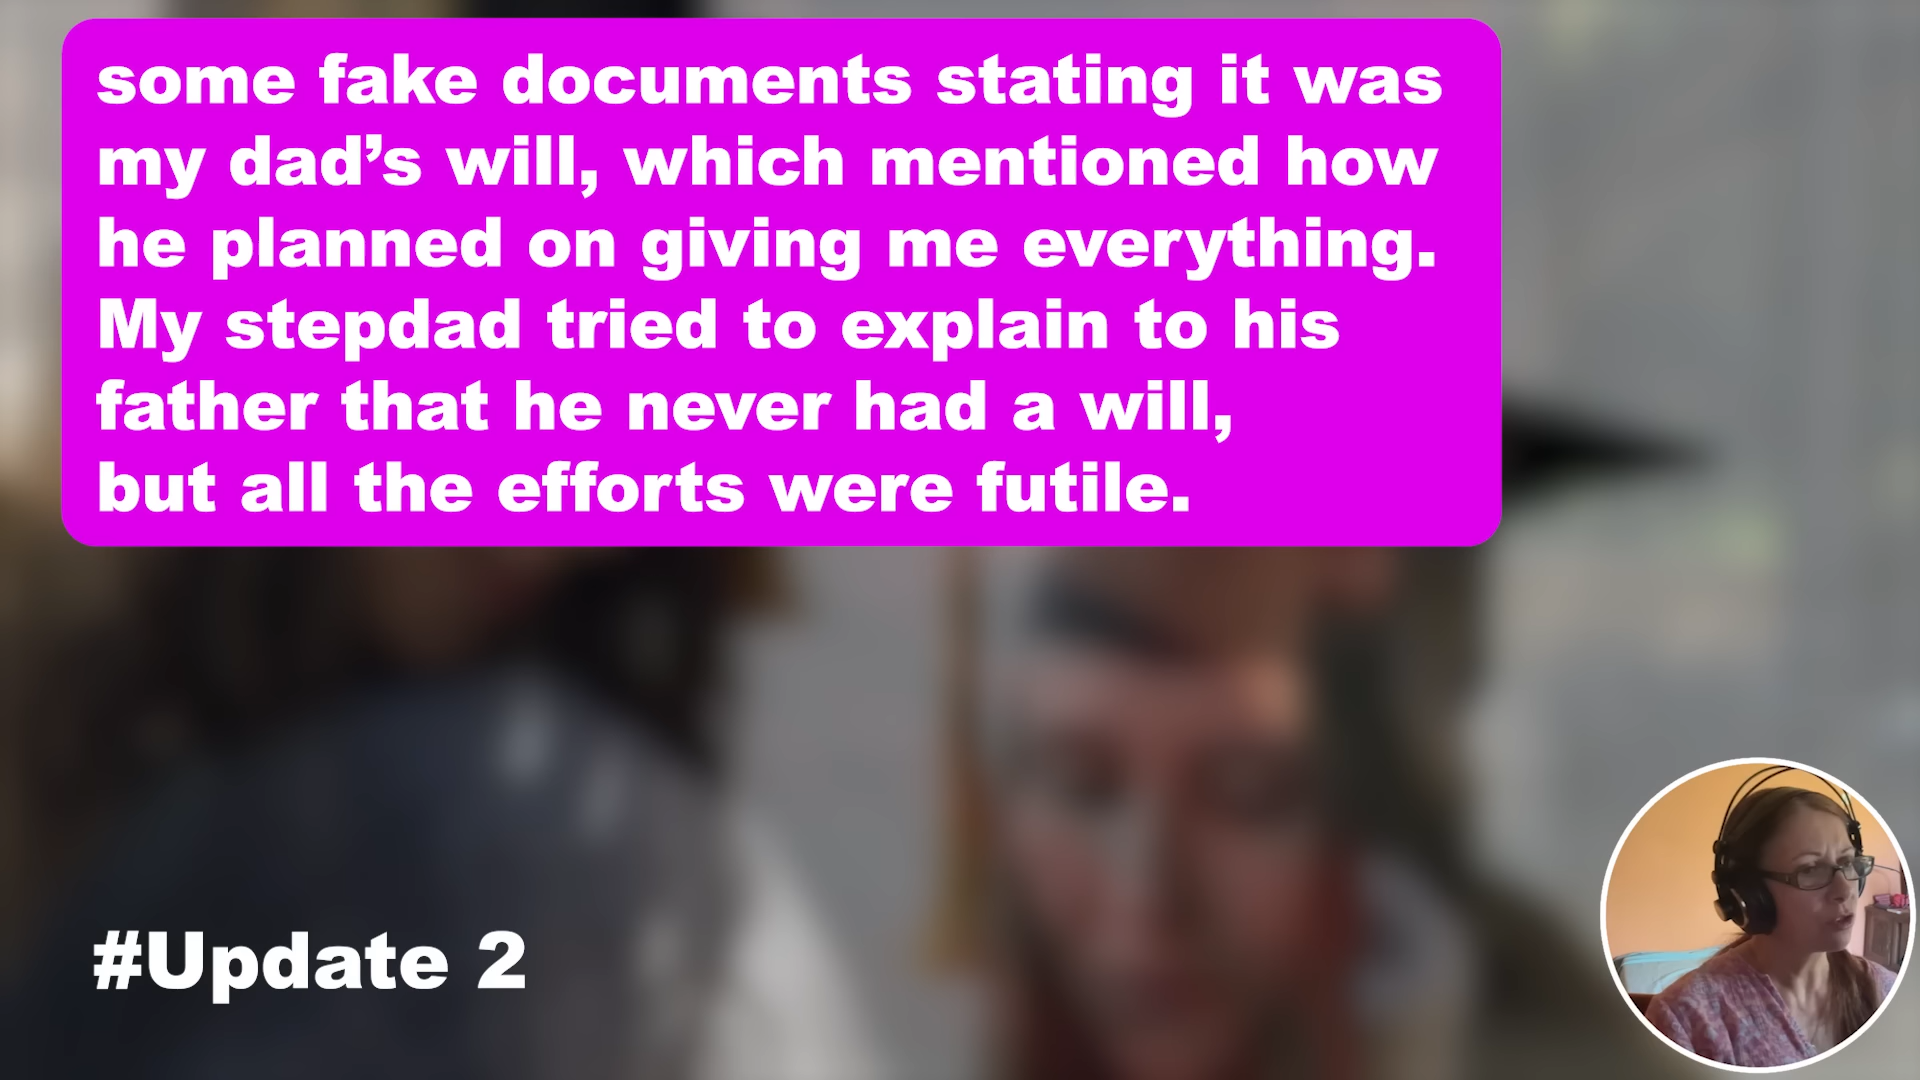 some fake documents stating it was
my dad’s will, which mentioned how
he planned on giving me everything.
My stepdad tried to explain to his
father that he never had a will,
but all the efforts were futile.
#Update 2